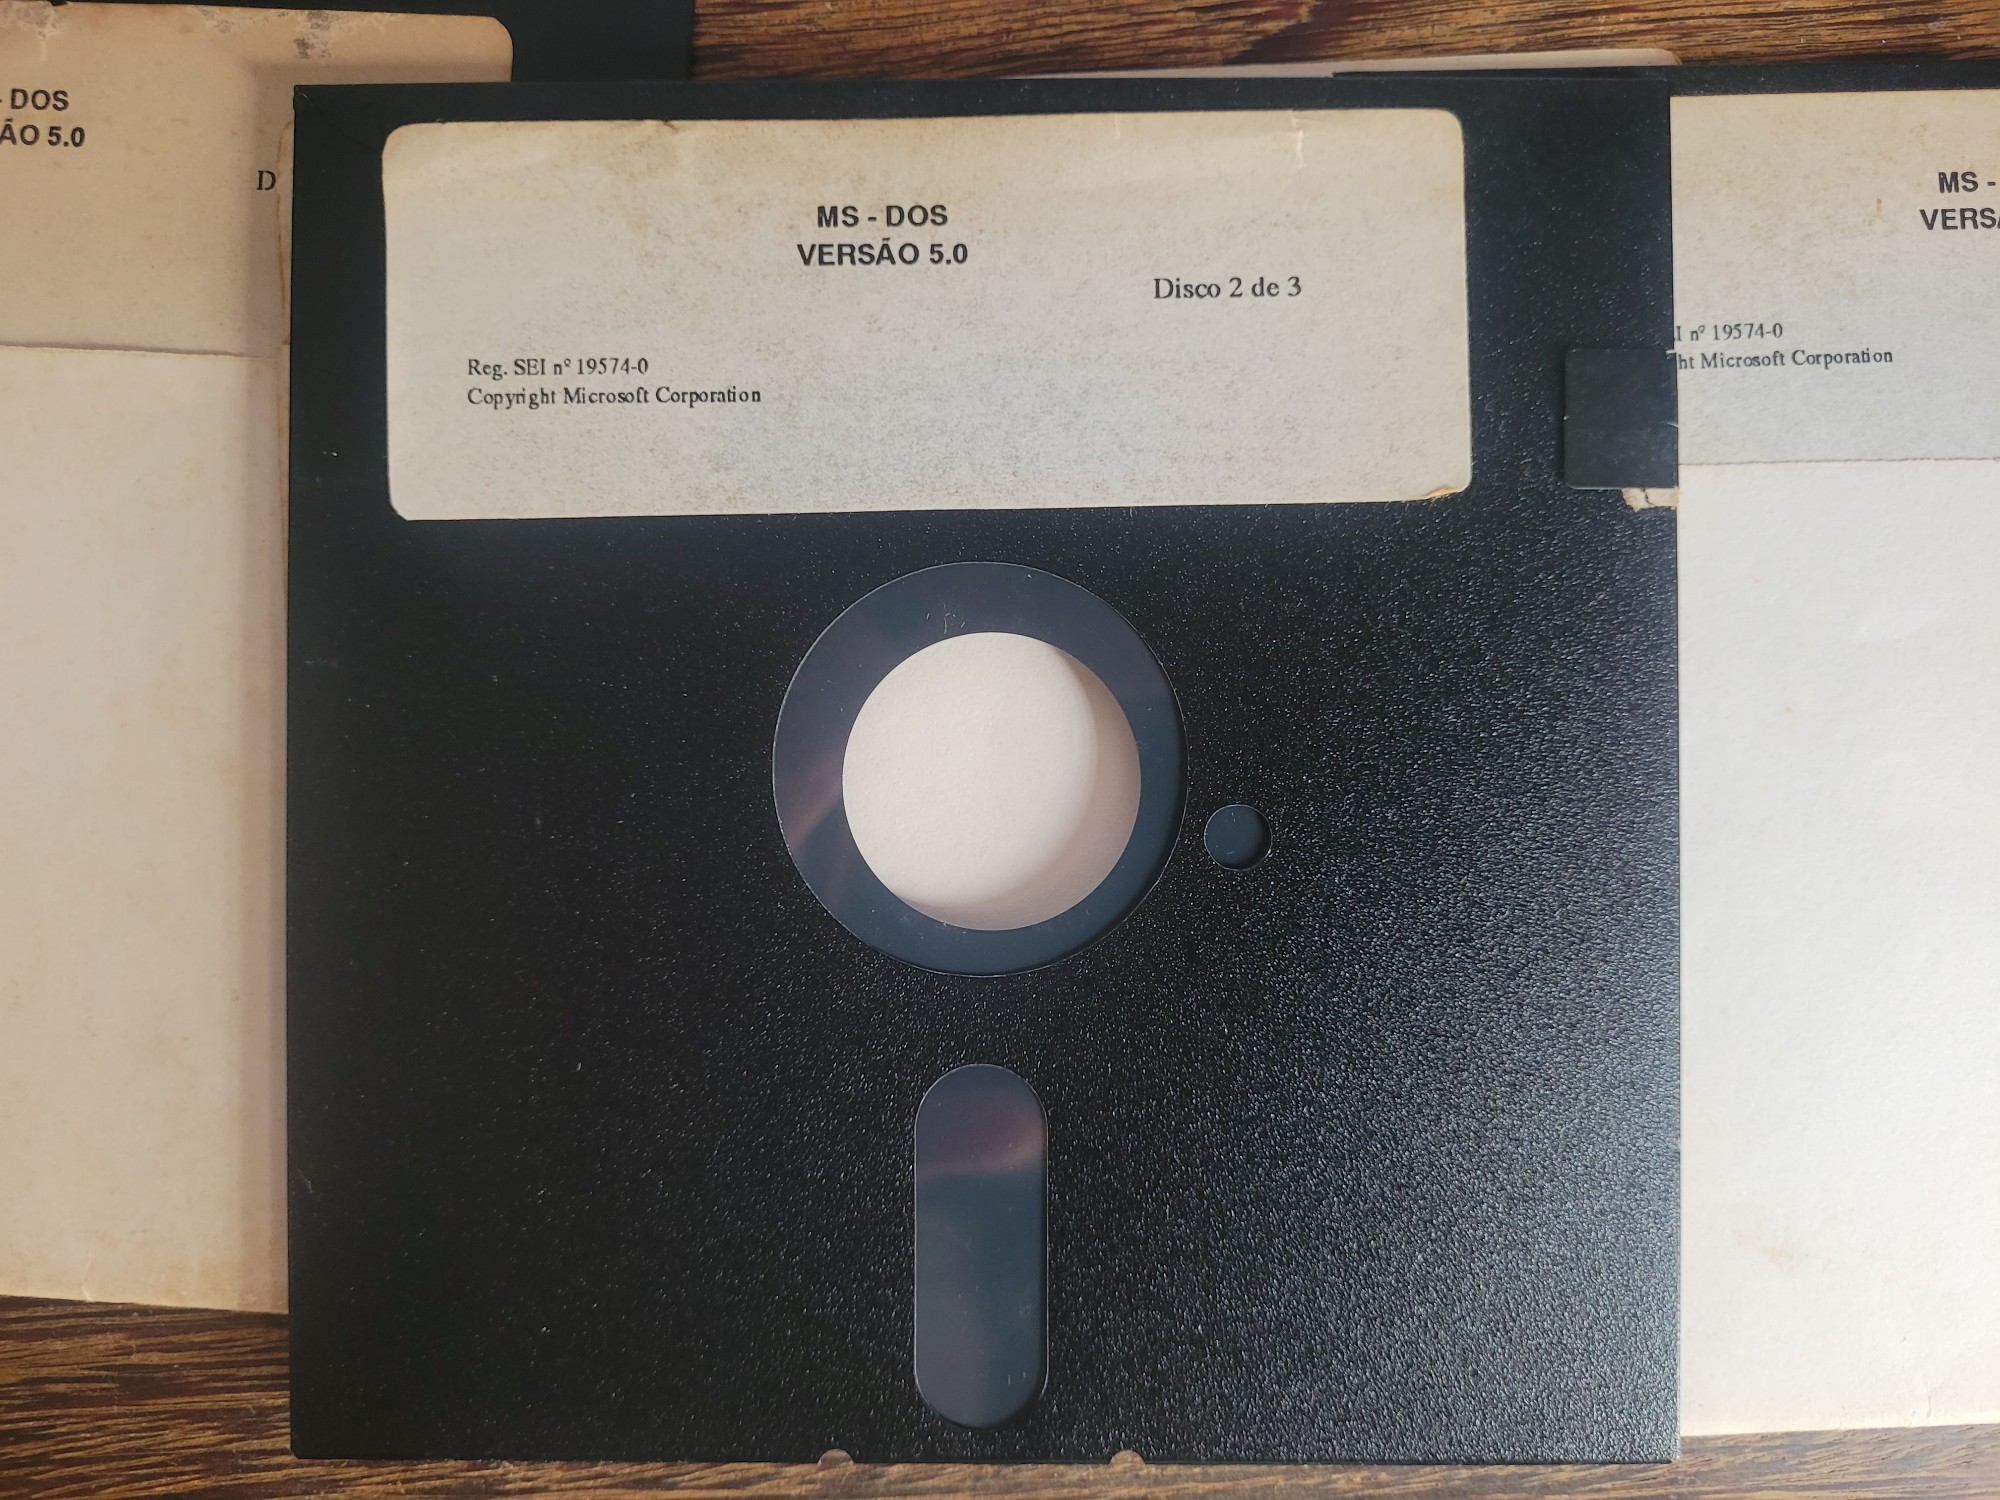 - DOS
ÃO 5.0
D
MS - DOS
VERSÃO 5.0
Disco 2 de 3
Reg. SEI nº 19574-0
Copyright Microsoft Corporation
MS -
VERSÃ
I nº 19574-0
ht Microsoft Corporation